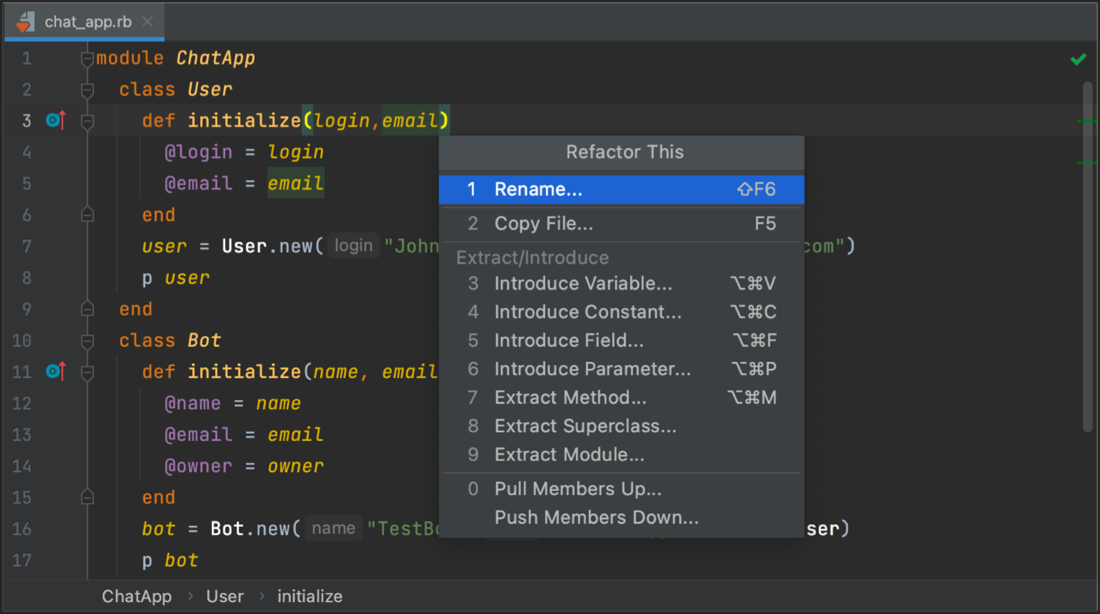 chat_app.rb
1 module ChatApp
2 class User
3 def initialize(login,email)
4 @login = login
5 @email = email
6 end
7 user = User.new( login "John com")
8 p user
9 end
10 class Bot
11 def initialize(name, email
12 @name = name
13 @email = email
14 @owner = owner
15 end
16 bot = Bot.new( name "TestBo ser)
17 p bot
Refactor This
1 Rename... ⇧F6
2 Copy File... F5
Extract/Introduce
3 Introduce Variable... ⌥⌘V
4 Introduce Constant... ⌥⌘C
5 Introduce Field... ⌥⌘F
6 Introduce Parameter... ⌥⌘P
7 Extract Method... ⌥⌘M
8 Extract Superclass...
9 Extract Module...
0 Pull Members Up...
Push Members Down...
ChatApp › User › initialize